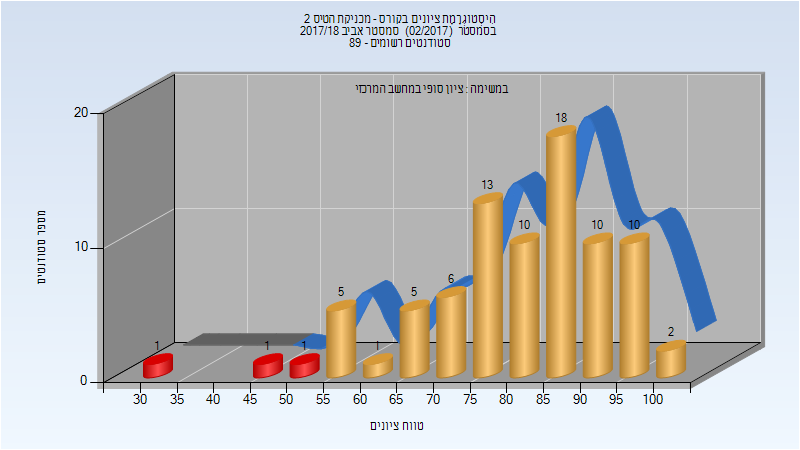 היסטוגרמת ציונים בקורס - מכניקת הטיס 2
בסמסטר (02/2017) סמסטר אביב 2017/18
סטודנטים רשומים - 89
במשימה : ציון סופי במחשב המרכזי
מספר סטודנטים
20
10
0
1
1
1
5
1
5
6
13
10
18
10
10
2
30 35 40 45 50 55 60 65 70 75 80 85 90 95 100
טווח ציונים